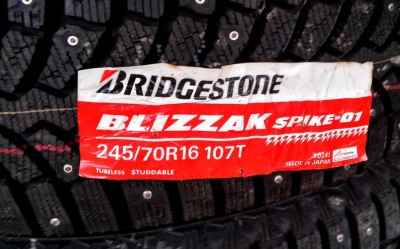 BRIDGESTONE
BLIZZAK SPIKE-01
245/70R16 107T
TUBELESS STUDDABLE
MADE IN JAPAN